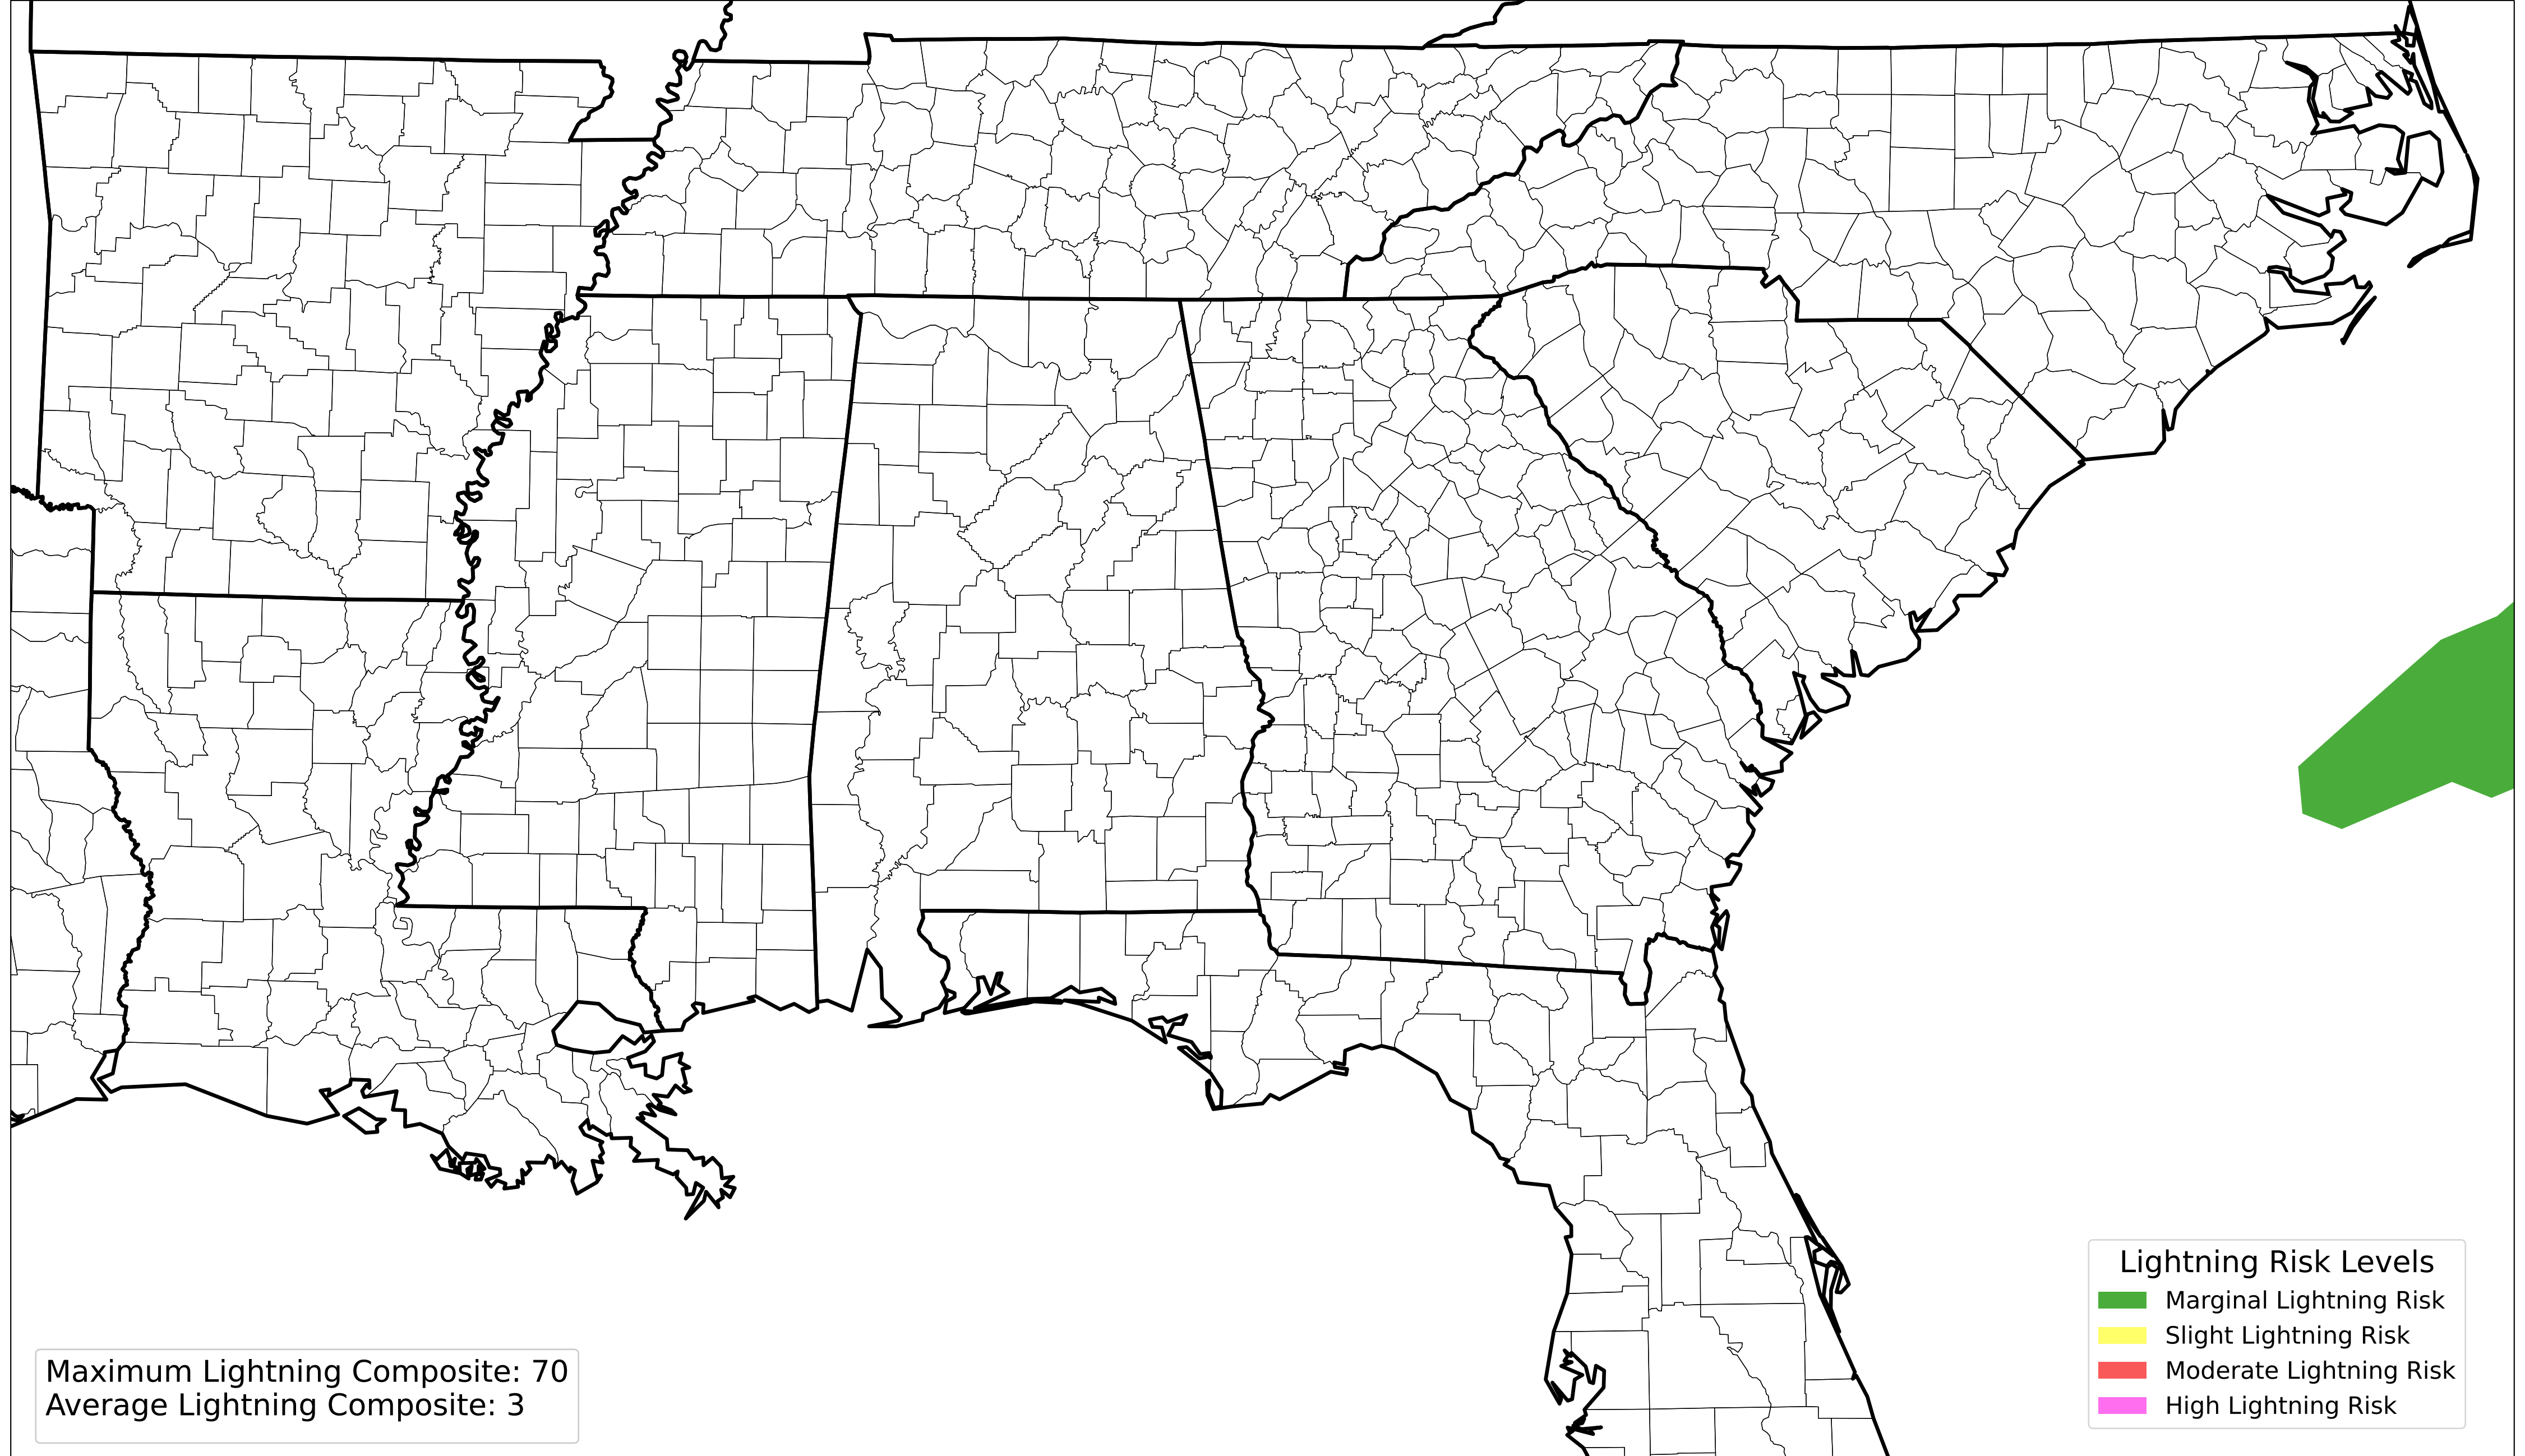 Lightning Risk Levels
Marginal Lightning Risk
Slight Lightning Risk
Moderate Lightning Risk
High Lightning Risk
Maximum Lightning Composite: 70
Average Lightning Composite: 3